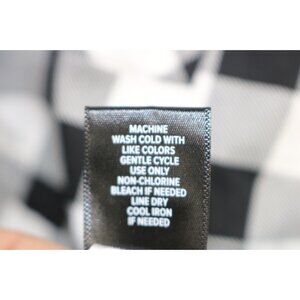 MACHINE
WASH COLD WITH
LIKE COLORS
GENTLE CYCLE
USE ONLY
NON-CHLORINE
BLEACH IF NEEDED
LINE DRY
COOL IRON
IF NEEDED